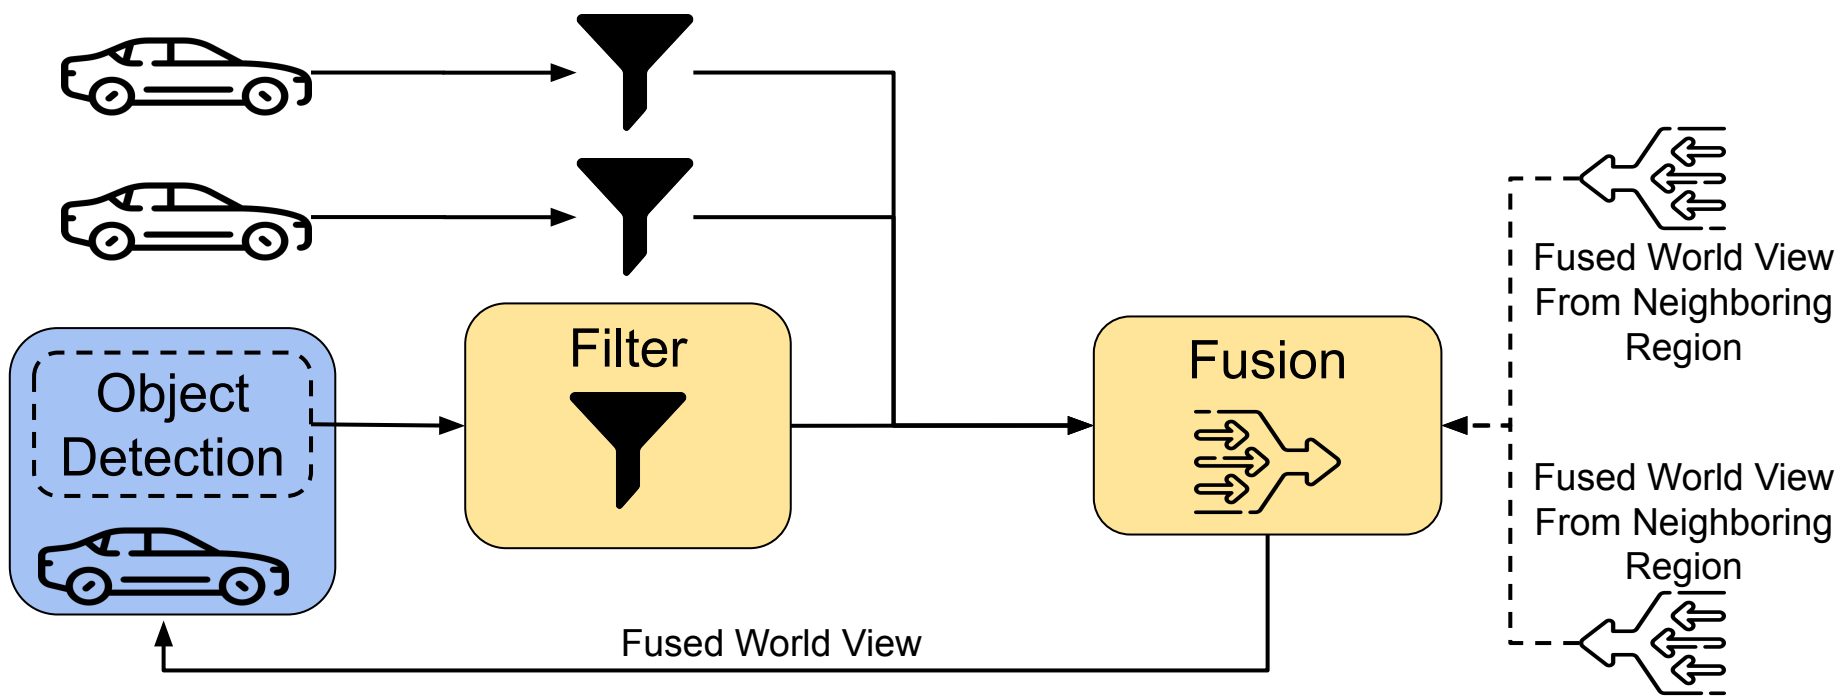 Object
Detection
Filter
Fusion
Fused World View
From Neighboring
Region
Fused World View
From Neighboring
Region
Fused World View